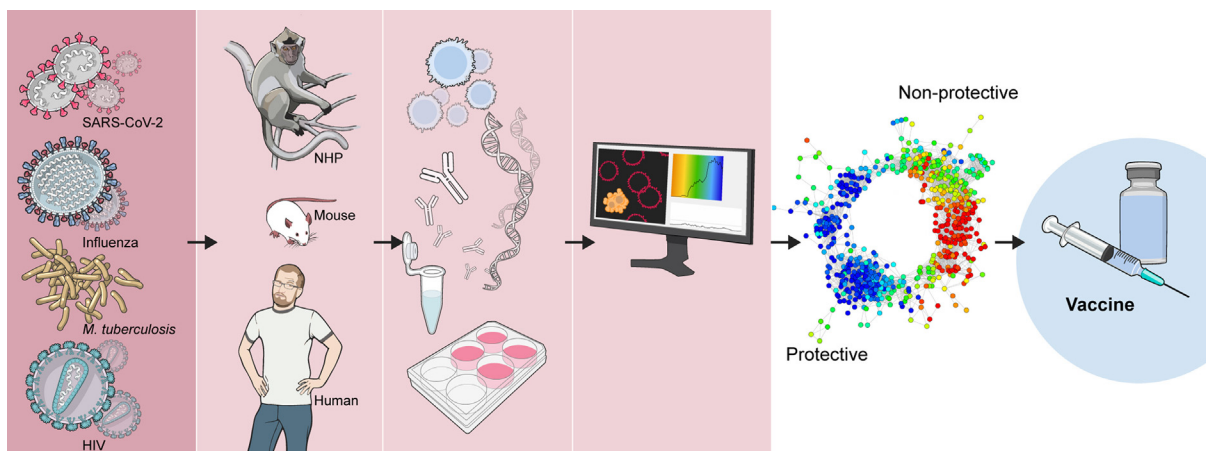 SARS-CoV-2
Influenza
M. tuberculosis
HIV
NHP
Mouse
Human
Non-protective
Protective
Vaccine